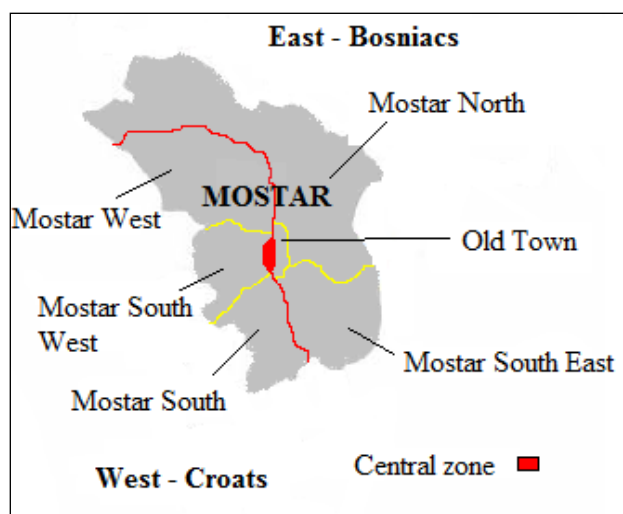 East - Bosniacs
Mostar North
MOSTAR
Mostar West
Old Town
Mostar South
West
Mostar South East
Mostar South
Central zone
West - Croats